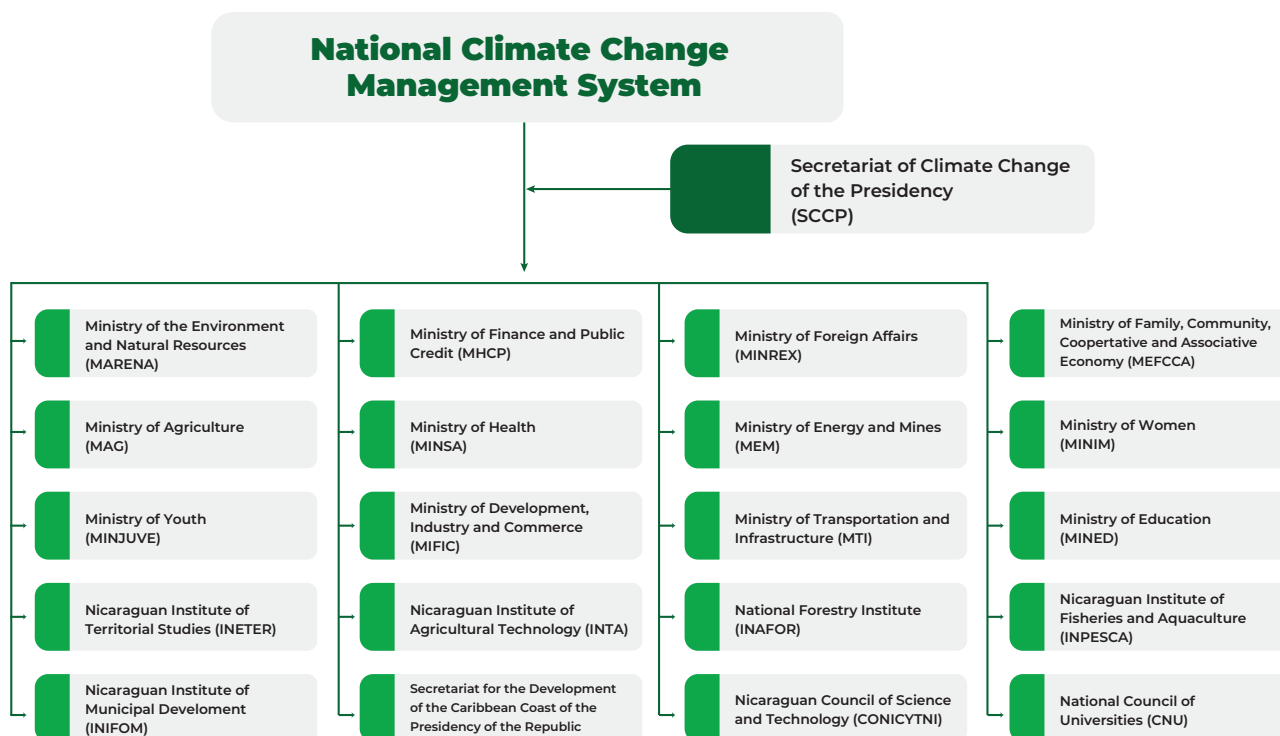 National Climate Change
Management System
Secretariat of Climate Change
of the Presidency
(SCCP)
Ministry of the Environment
and Natural Resources
(MARENA)
Ministry of Finance and Public
Credit (MHCP)
Ministry of Foreign Affairs
(MINREX)
Ministry of Family, Community,
Coopertative and Associative
Economy (MEFCCA)
Ministry of Agriculture
(MAG)
Ministry of Health
(MINSA)
Ministry of Energy and Mines
(MEM)
Ministry of Women
(MINIM)
Ministry of Youth
(MINJUVE)
Ministry of Development,
Industry and Commerce
(MIFIC)
Ministry of Transportation and
Infrastructure (MTI)
Ministry of Education
(MINED)
Nicaraguan Institute of
Territorial Studies (INETER)
Nicaraguan Institute of
Agricultural Technology (INTA)
National Forestry Institute
(INAFOR)
Nicaraguan Institute of
Fisheries and Aquaculture
(INPESCA)
Nicaraguan Institute of
Municipal Develoment
(INIFOM)
Secretariat for the Development
of the Caribbean Coast of the
Presidency of the Republic
Nicaraguan Council of Science
and Technology (CONICYTNI)
National Council of
Universities (CNU)